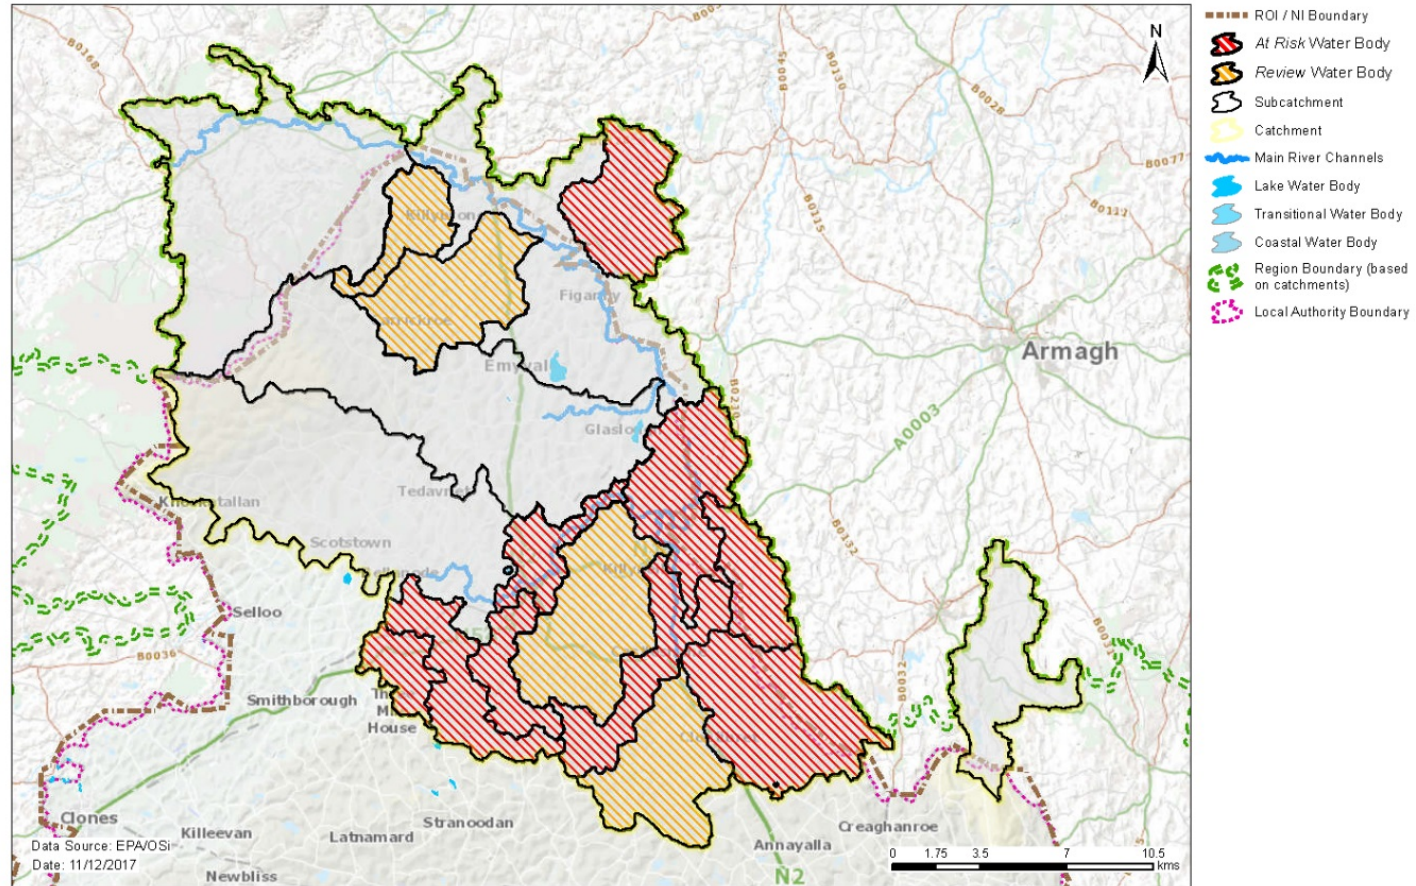 ROI / NI Boundary
At Risk Water Body
Review Water Body
Subcatchment
Catchment
Main River Channels
Lake Water Body
Transitional Water Body
Coastal Water Body
Region Boundary (based
on catchments)
Local Authority Boundary
N
B0168
B0045
B0130
B0028
B0077
B0115
B0111
Figanny
Armagh
B0210
A0003
Glaslou
B0132
Scotstown
Selloo
B0036
B0032
Smithborough
House
Clones
Killeevan
Latnamard
Stranoodan
Creaghanroe
Annayalla
Newbliss
N2
Data Source: EPA/OSi
Date: 11/12/2017
0 1.75 3.5 7 10.5
kms